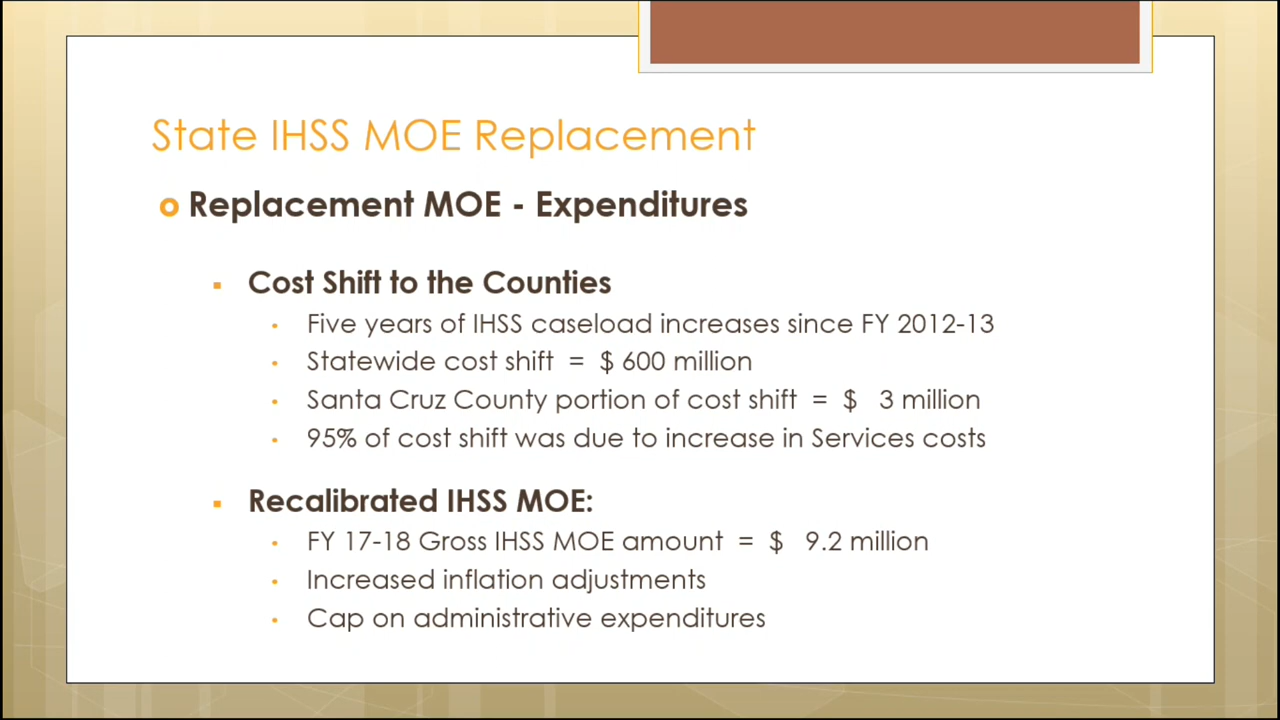 State IHSS MOE Replacement
Replacement MOE - Expenditures
Cost Shift to the Counties
Five years of IHSS caseload increases since FY 2012-13
Statewide cost shift = $ 600 million
Santa Cruz County portion of cost shift = $ 3 million
95% of cost shift was due to increase in Services costs
Recalibrated IHSS MOE:
FY 17-18 Gross IHSS MOE amount = $ 9.2 million
Increased inflation adjustments
Cap on administrative expenditures